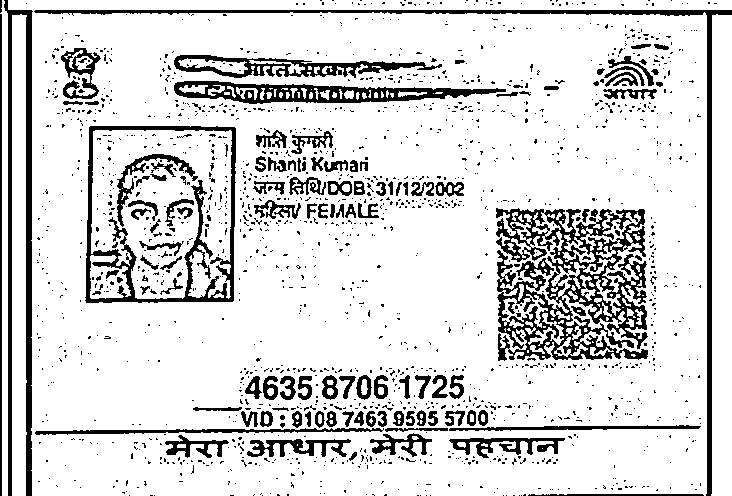 भारत सरकार
Government of India
आधार
शांति कुमारी
Shanti Kumari
जन्म तिथि/DOB: 31/12/2002
महिला/ FEMALE
4635 8706 1725
VID : 9108 7463 9595 5700
मेरा आधार, मेरी पहचान